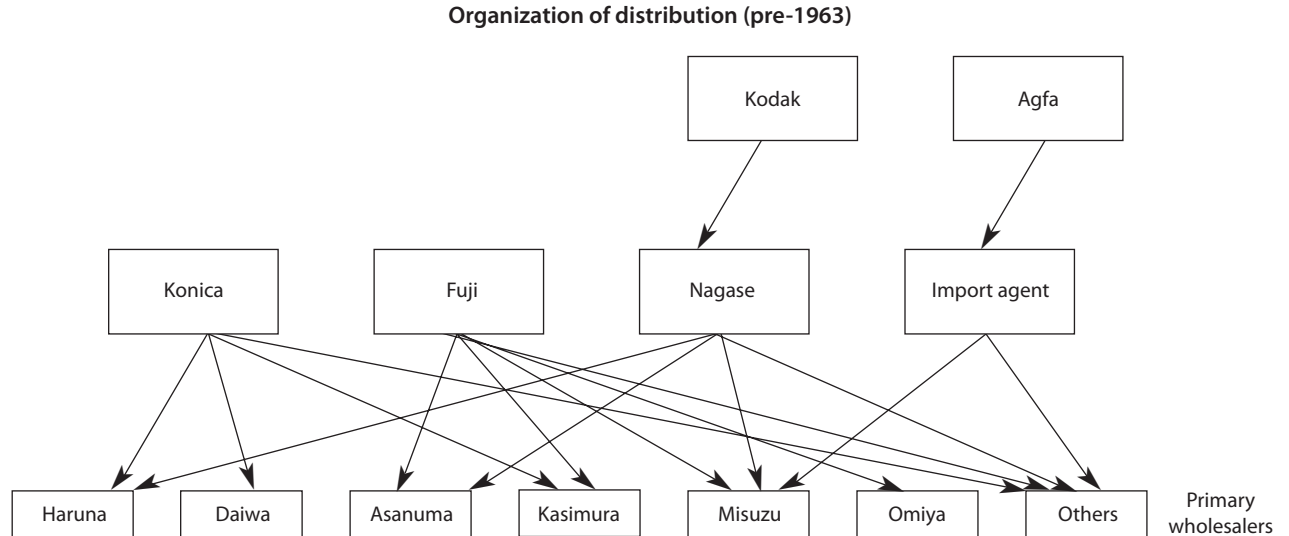 Organization of distribution (pre-1963)
Kodak
Agfa
Konica
Fuji
Nagase
Import agent
Haruna
Daiwa
Asanuma
Kasimura
Misuzu
Omiya
Others
Primary
wholesalers